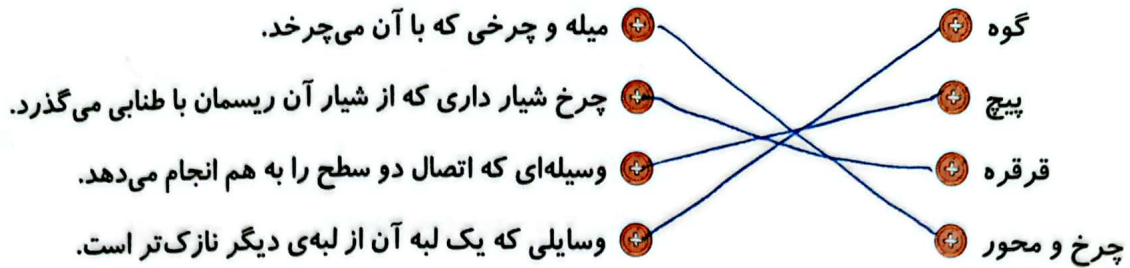 گوه میله و چرخی که با آن می‌چرخد.
پیچ چرخ شیار داری که از شیار آن ریسمان با طنابی می‌گذرد.
قرقره وسیله‌ای که اتصال دو سطح را به هم انجام می‌دهد.
چرخ و محور وسایلی که یک لبه آن از لبه‌ی دیگر نازک‌تر است.